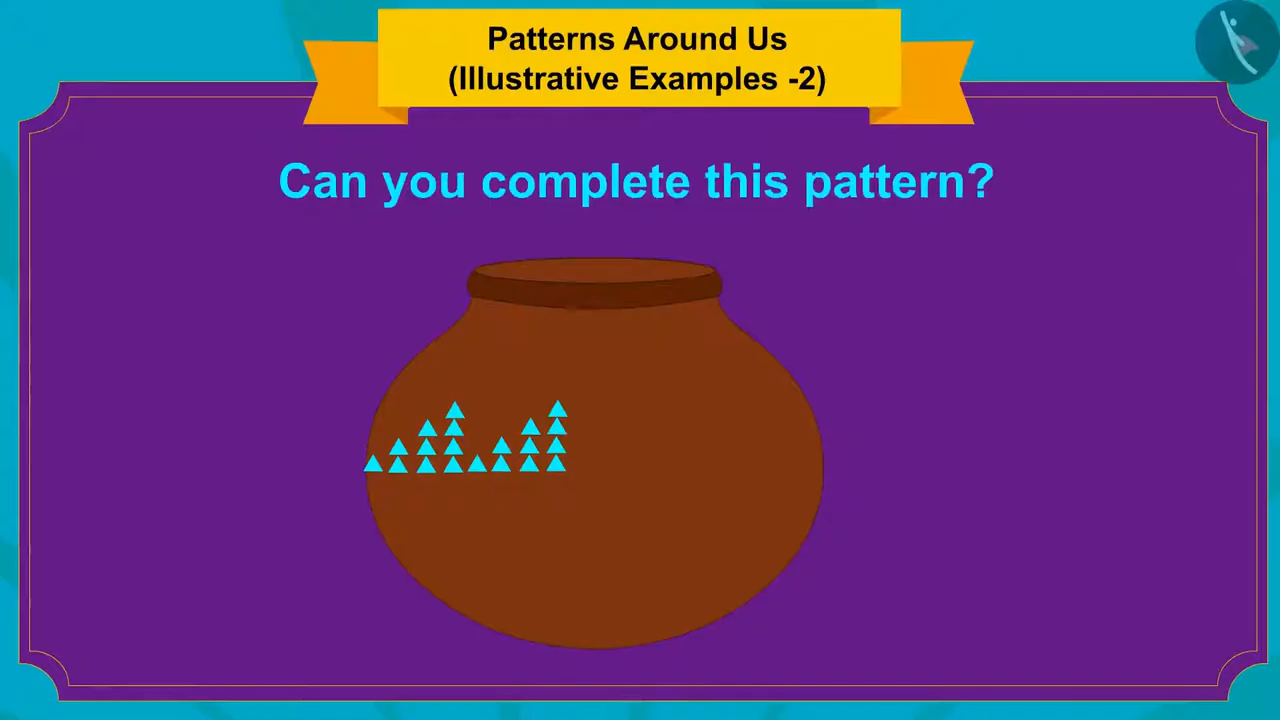 Patterns Around Us
(Illustrative Examples -2)
Can you complete this pattern?